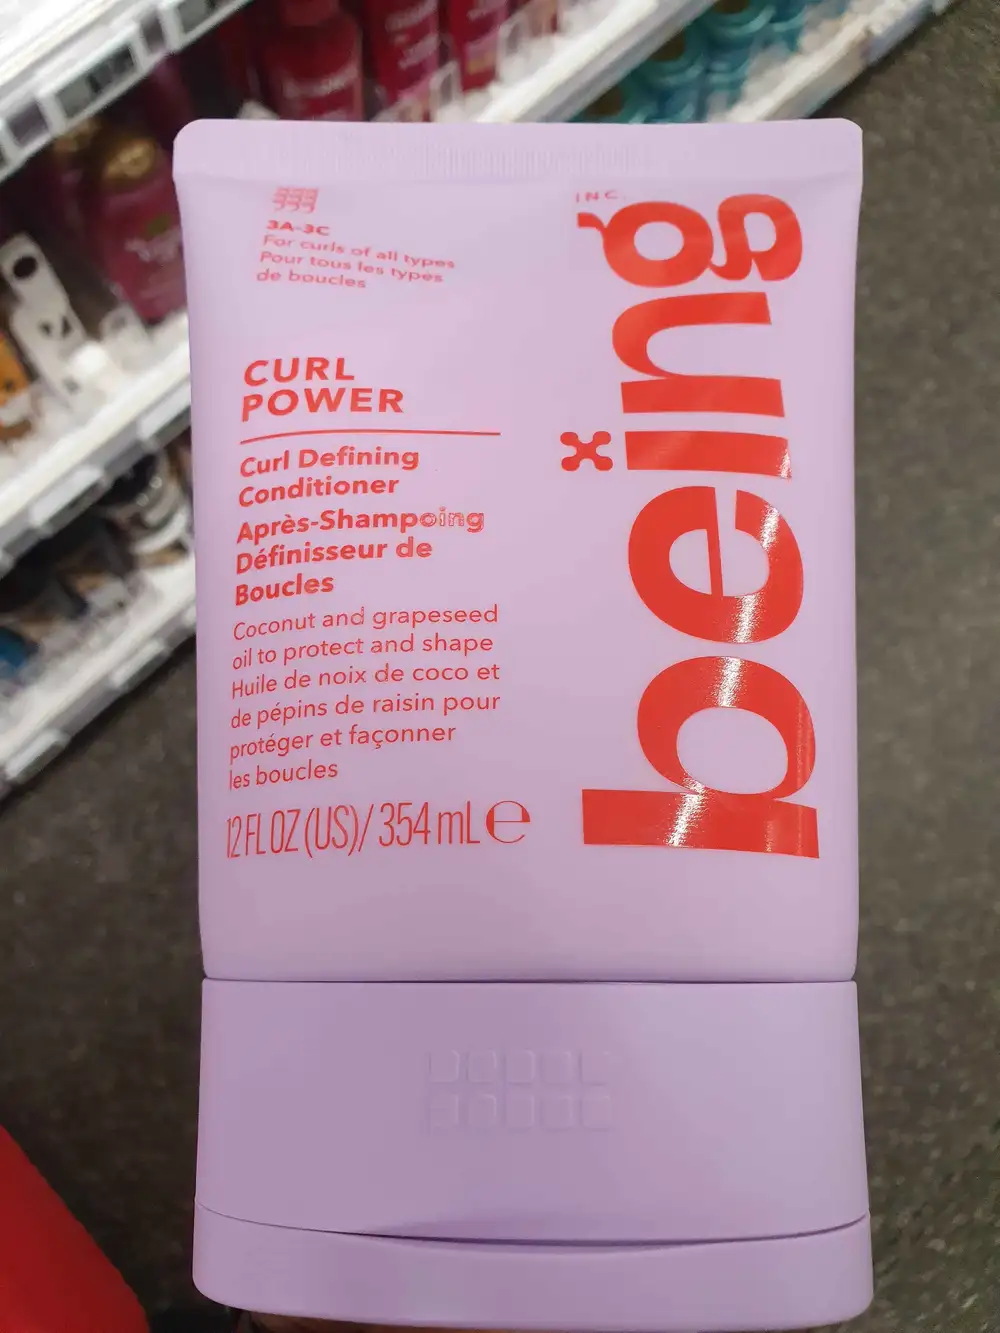 3A-3C
For curls of all types
Pour tous les types
de boucles
CURL
POWER
Curl Defining
Conditioner
Après-Shampoing
Définisseur de
Boucles
Coconut and grapeseed
oil to protect and shape
Huile de noix de coco et
de pépins de raisin pour
protéger et façonner
les boucles
12 FL OZ (US)/ 354 mL ℮
being
INC.